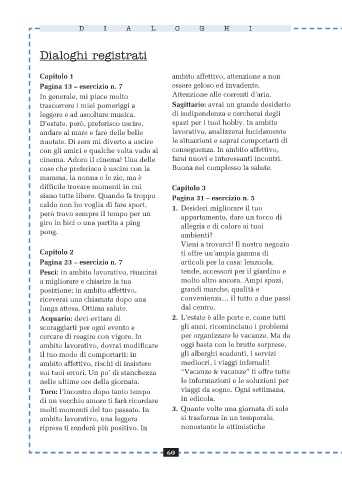 D I A L O G H I
Dialoghi registrati
Capitolo 1
Pagina 13 – esercizio n. 7
In generale, mi piace molto
trascorrere i miei pomeriggi a
leggere e ad ascoltare musica.
D'estate, però, preferisco uscire,
andare al mare e fare delle belle
nuotate. Di sera mi diverto a uscire
con gli amici e qualche volta vado al
cinema. Adoro il cinema! Una delle
cose che preferisco è uscire con la
mamma, la nonna e le zie, ma è
difficile trovare momenti in cui
siano tutte libere. Quando fa troppo
caldo non ho voglia di fare sport,
però trovo sempre il tempo per un
giro in bici o una partita a ping
pong.
Capitolo 2
Pagina 23 – esercizio n. 7
Pesci: in ambito lavorativo, riuscirai
a migliorare e chiarire la tua
posizione; in ambito affettivo,
riceverai una chiamata dopo una
lunga attesa. Ottima salute.
Acquario: devi evitare di
scoraggiarti per ogni evento e
cercare di reagire con vigore. In
ambito lavorativo, dovrai modificare
il tuo modo di comportarti; in
ambito affettivo, rischi di insistere
sui tuoi errori. Un po' di stanchezza
nelle ultime ore della giornata.
Toro: l'incontro dopo tanto tempo
di un vecchio amore ti farà ricordare
molti momenti del tuo passato. In
ambito lavorativo, una leggera
ripresa ti renderà più positivo. In
ambito affettivo, attenzione a non
essere geloso ed invadente.
Attenzione alle correnti d'aria.
Sagittario: avrai un grande desiderio
di indipendenza e cercherai degli
spazi per i tuoi hobby. In ambito
lavorativo, analizzerai lucidamente
le situazioni e saprai comportarti di
conseguenza. In ambito affettivo,
farai nuovi e interessanti incontri.
Buona nel complesso la salute.
Capitolo 3
Pagina 31 – esercizio n. 5
1. Desideri migliorare il tuo
appartamento, dare un tocco di
allegria e di colore ai tuoi
ambienti?
Vieni a trovarci! Il nostro negozio
ti offre un'ampia gamma di
articoli per la casa: lenzuola,
tende, accessori per il giardino e
molto altro ancora. Ampi spazi,
grandi marche, qualità e
convenienza... il tutto a due passi
dal centro.
2. L'estate è alle porte e, come tutti
gli anni, ricominciano i problemi
per organizzare le vacanze. Ma da
oggi basta con le brutte sorprese,
gli alberghi scadenti, i servizi
mediocri, i viaggi infernali!
"Vacanze & vacanze" ti offre tutte
le informazioni e le soluzioni per
viaggi da sogno. Ogni settimana,
in edicola.
3. Quante volte una giornata di sole
si trasforma in un temporale,
nonostante le ottimistiche
60